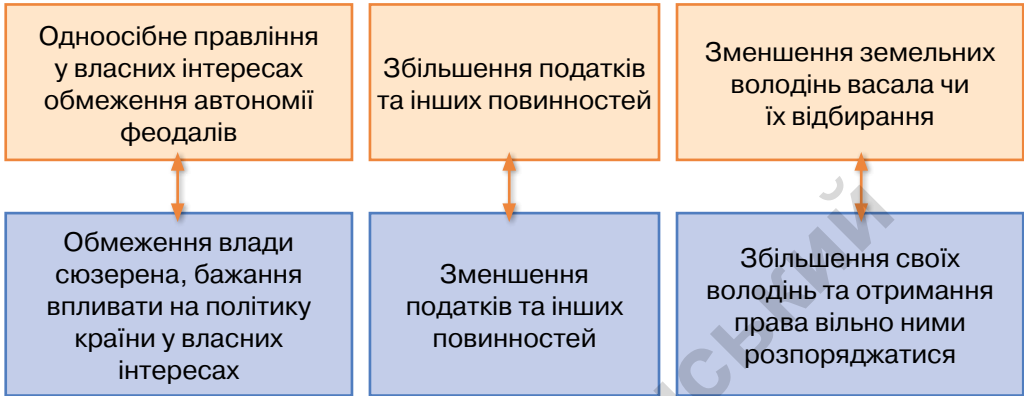 Одноосібне правління
у власних інтересах
обмеження автономії
феодалів
Збільшення податків
та інших повинностей
Зменшення земельних
володінь васала чи
їх відбирання
Обмеження влади
сюзерена, бажання
впливати на політику
країни у власних
інтересах
Зменшення
податків та інших
повинностей
Збільшення своїх
володінь та отримання
права вільно ними
розпоряджатися